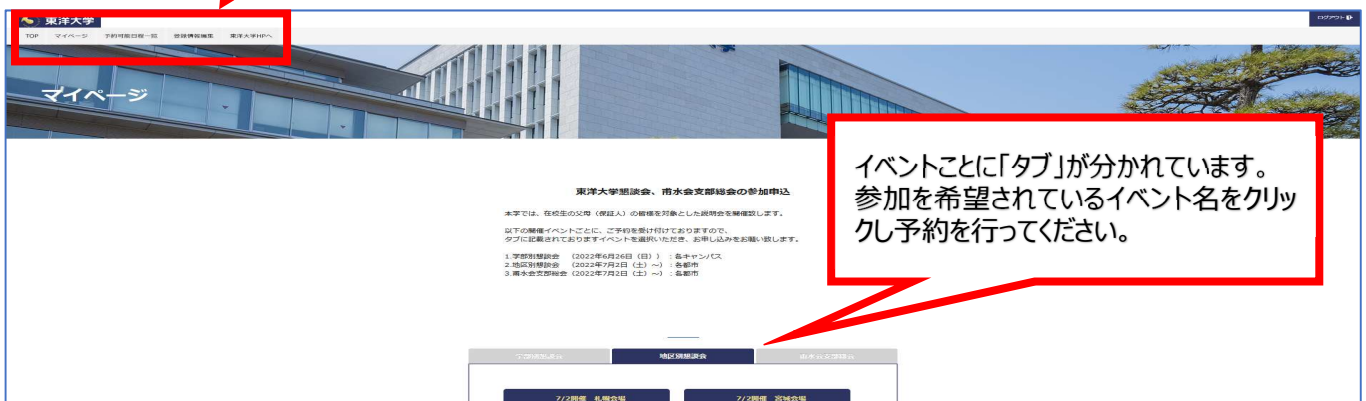 東洋大学
ログアウト
TOP マイページ 予約可能日程一覧 登録情報編集 東洋大学HPへ
マイページ
イベントごとに「タブ」が分かれています。
参加を希望されているイベント名をクリッ
クし予約を行ってください。
東洋大学懇談会、甫水会支部総会の参加申込
本学では、在校生の父母（保証人）の皆様を対象とした説明会を開催致します。
以下の開催イベントごとに、ご予約を受け付けておりますので、
タブに記載されておりますイベントを選択いただき、お申し込みをお願い致します。
1.学部別懇談会 （2022年6月26日（日））：各キャンパス
2.地区別懇談会 （2022年7月2日（土）～）：各都市
3.甫水会支部総会（2022年7月2日（土）～）：各都市
学部別懇談会 地区別懇談会 甫水会支部総会
7/2開催 札幌会場 7/2開催 宮城会場